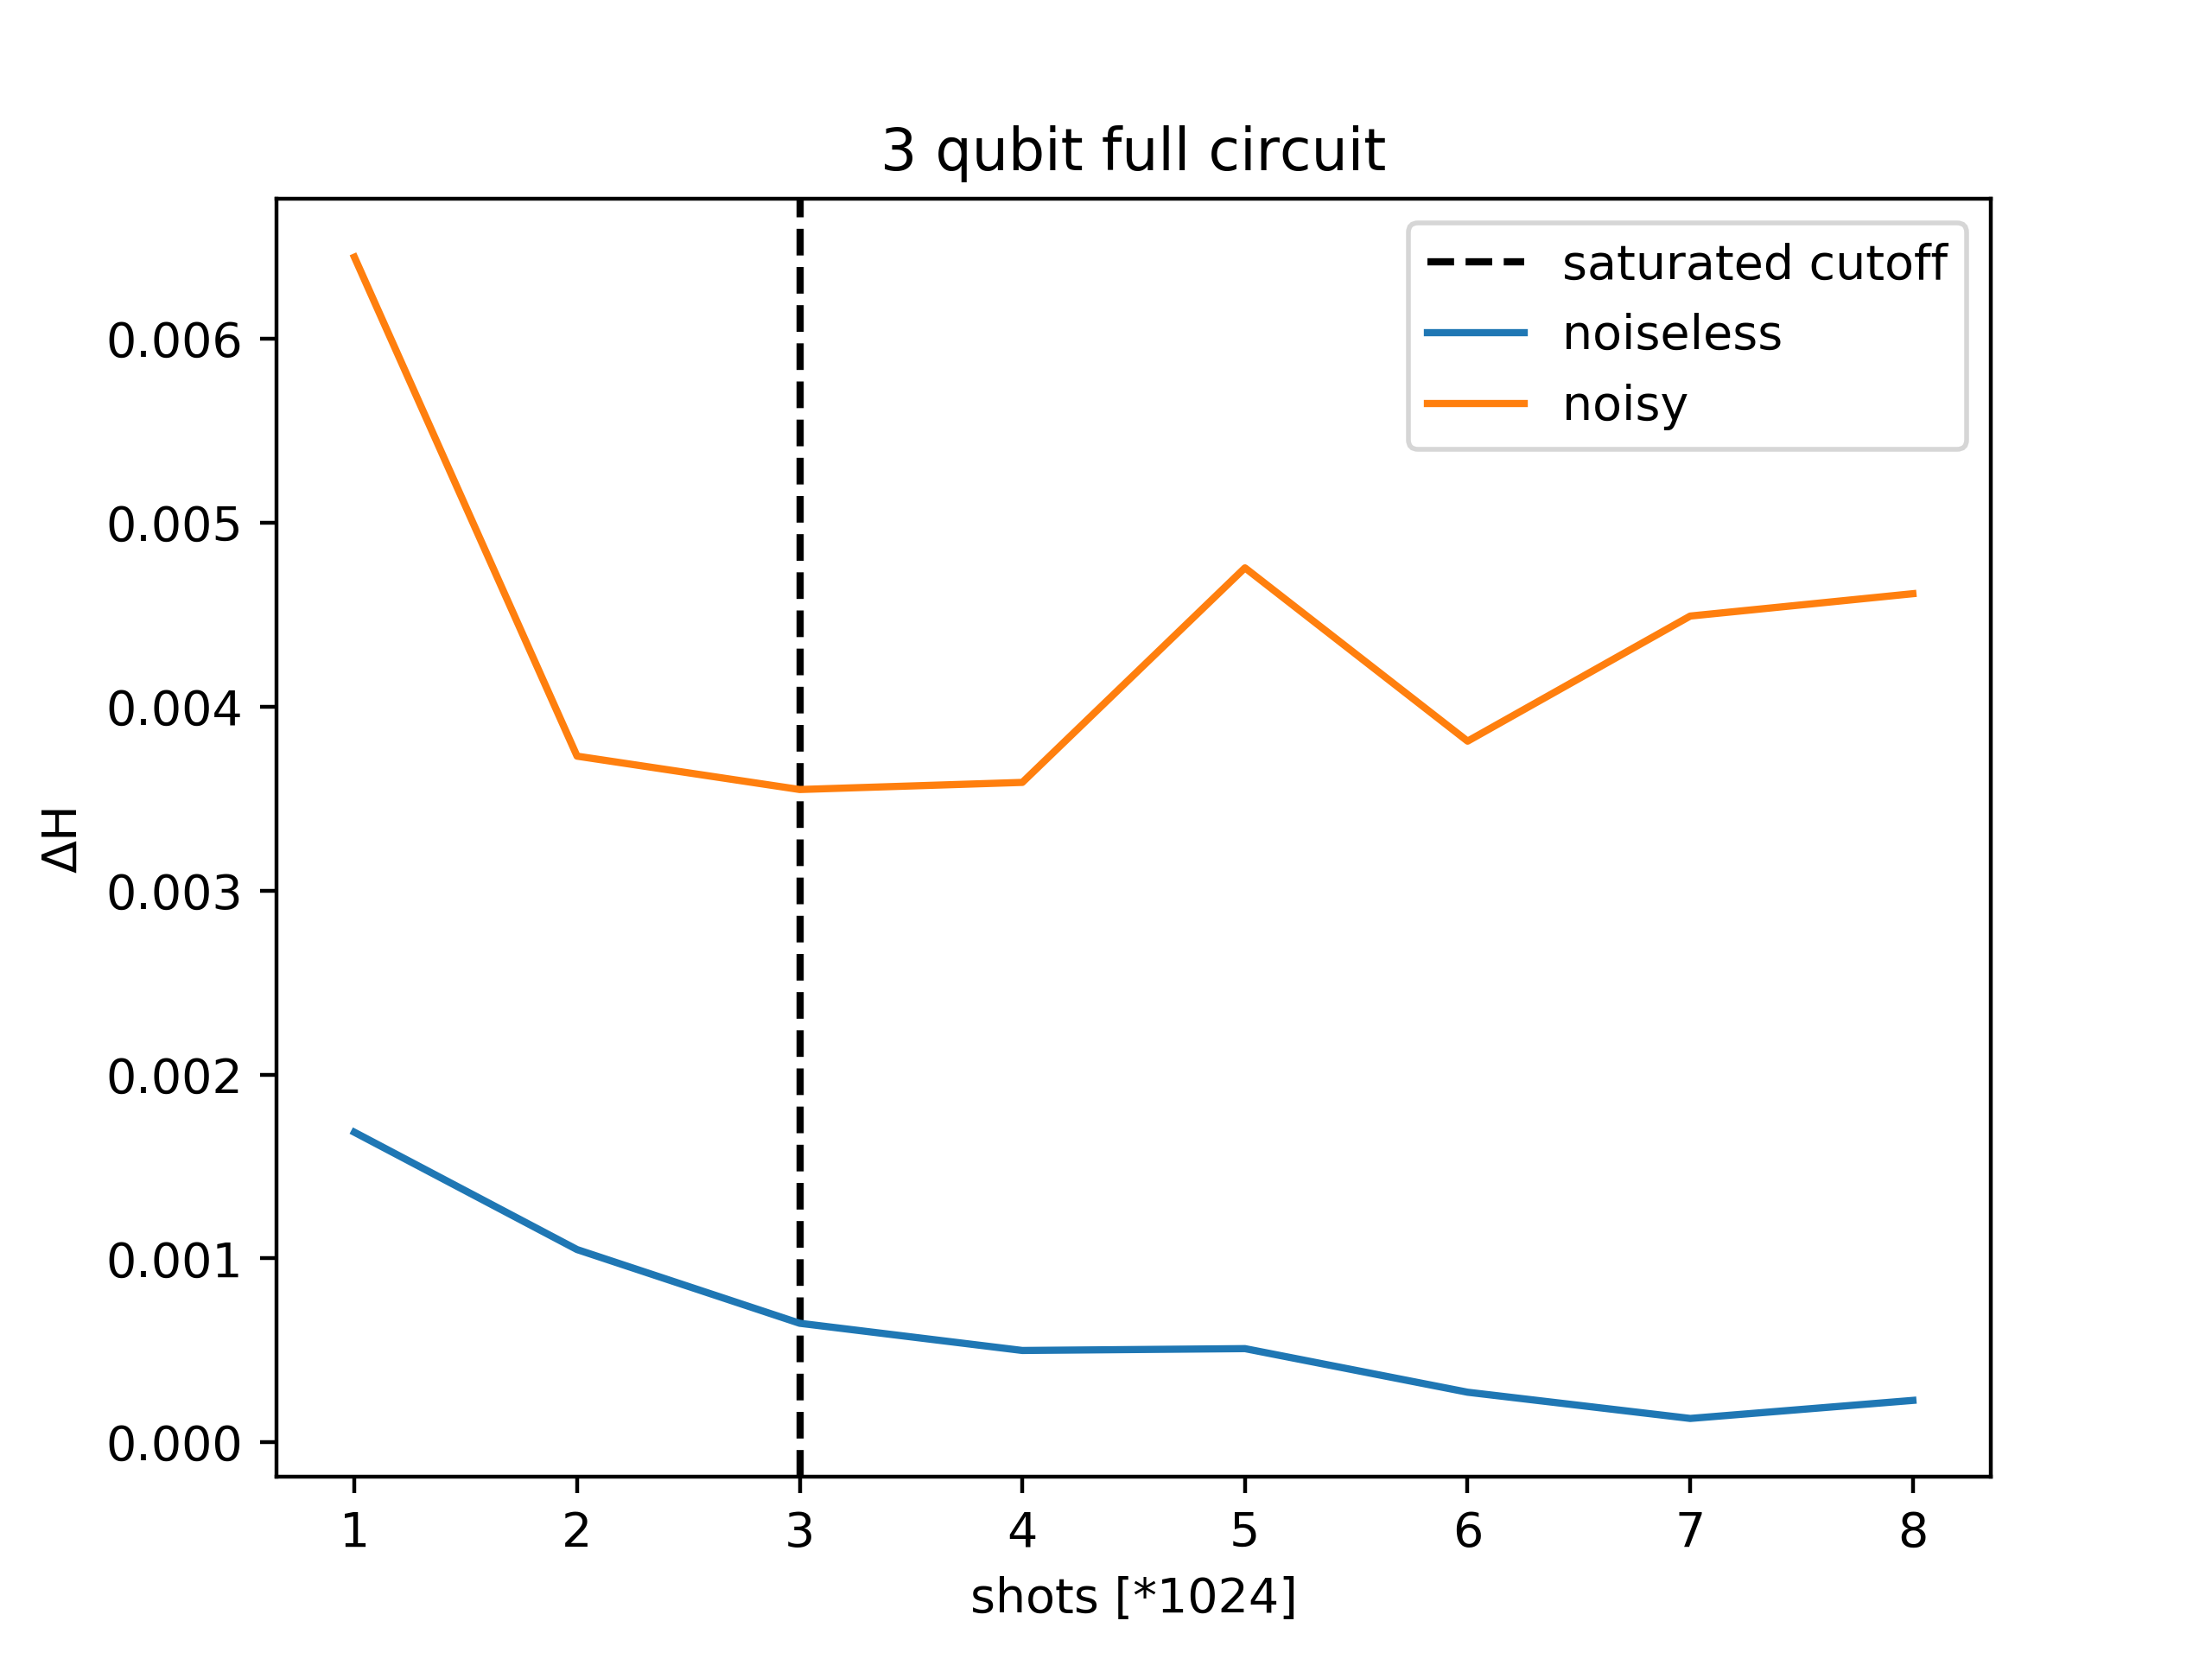 3 qubit full circuit
saturated cutoff
noiseless
noisy
0.006
0.005
0.004
0.003
0.002
0.001
0.000
ΔH
1 2 3 4 5 6 7 8
shots [*1024]